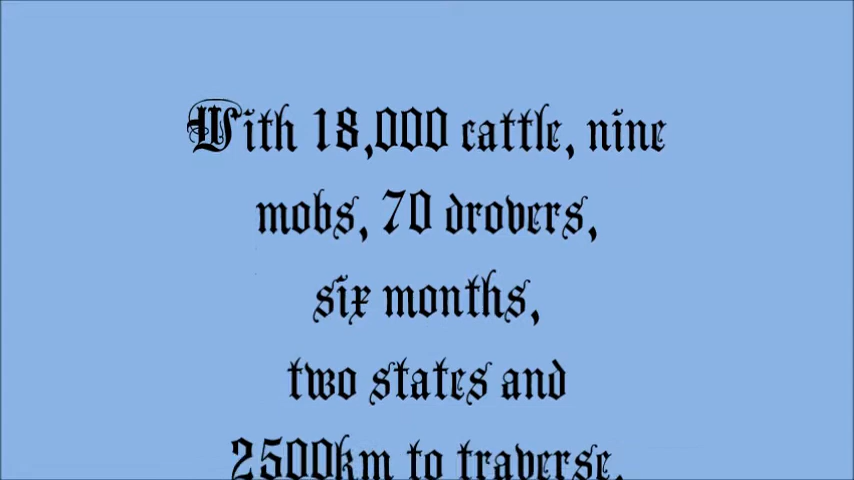 With 18,000 cattle, nine
mobs, 70 drovers,
six months,
two states and
2500km to traverse.